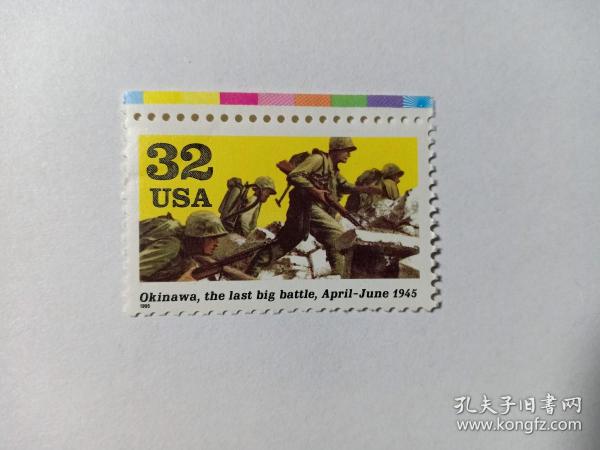 32
USA
Okinawa, the last big battle, April-June 1945
1995
孔夫子旧书网
www.kongfz.com